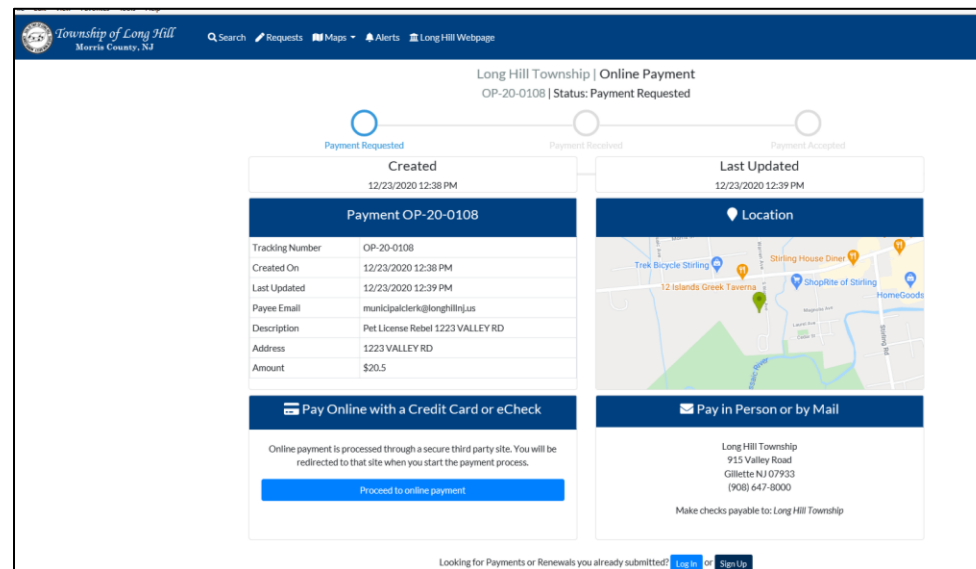 Township of Long Hill
Morris County, NJ
Search Requests Maps Alerts Long Hill Webpage
Long Hill Township | Online Payment
OP-20-0108 | Status: Payment Requested
Payment Requested Payment Received Payment Accepted
Created
12/23/2020 12:38 PM
Last Updated
12/23/2020 12:39 PM
Payment OP-20-0108
Tracking Number OP-20-0108
Created On 12/23/2020 12:38 PM
Last Updated 12/23/2020 12:39 PM
Payee Email municipalclerk@longhillnj.us
Description Pet License Rebel 1223 VALLEY RD
Address 1223 VALLEY RD
Amount $20.5
Location
Stirling House Diner
Trek Bicycle Stirling
ShopRite of Stirling
12 Islands Greek Taverna
HomeGoods
Stirling Rd
Pay Online with a Credit Card or eCheck
Online payment is processed through a secure third party site. You will be
redirected to that site when you start the payment process.
Proceed to online payment
Pay in Person or by Mail
Long Hill Township
915 Valley Road
Gillette NJ 07933
(908) 647-8000
Make checks payable to: Long Hill Township
Looking for Payments or Renewals you already submitted? Log In or Sign Up